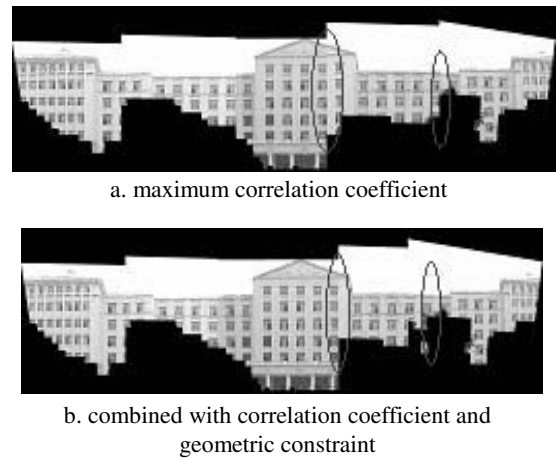 a. maximum correlation coefficient
b. combined with correlation coefficient and
geometric constraint